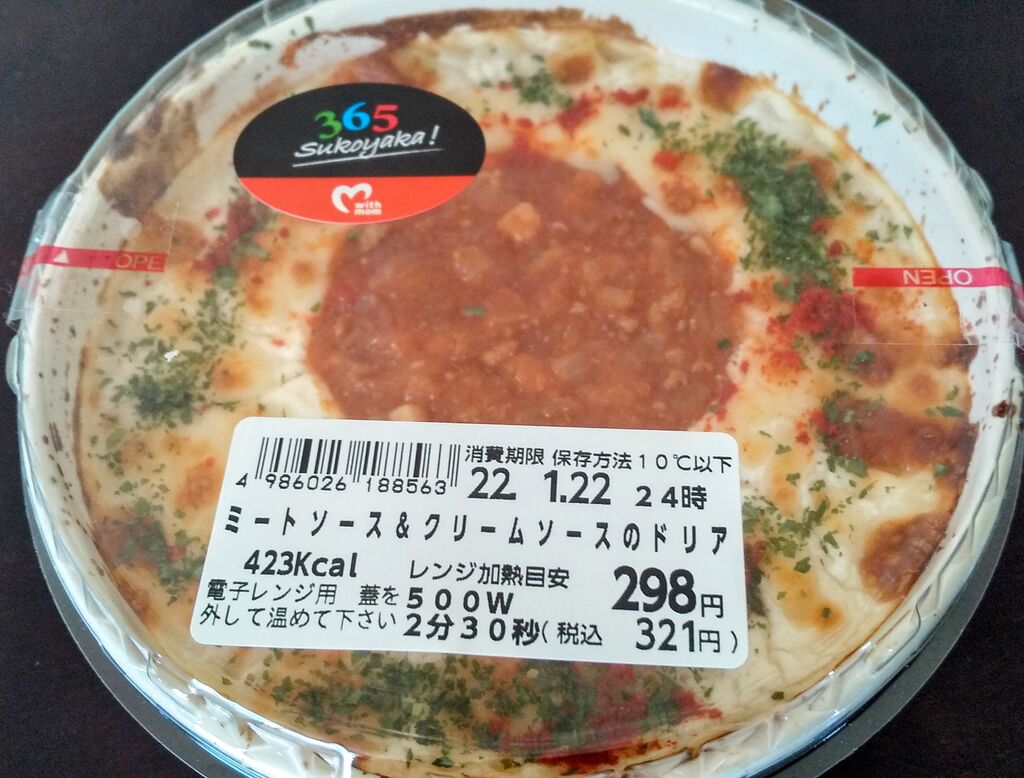 365
Sukoyaka!
with
mom
OPE
OPEN
消費期限 保存方法10℃以下
4 986026 188563
22. 1.22 24時
ミートソース&クリームソースのドリア
423Kcal
レンジ加熱目安
298円
電子レンジ用 蓋を
500W
外して温めて下さい
2分30秒(税込 321円)